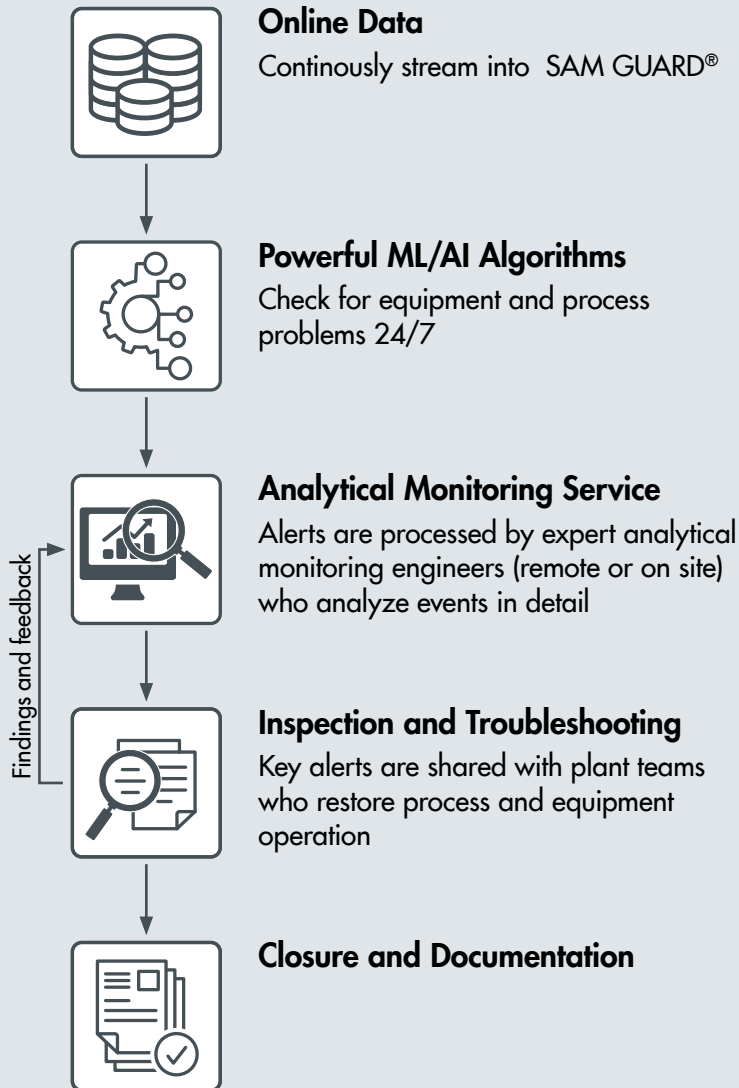 Online Data
Continously stream into SAM GUARD®
Powerful ML/AI Algorithms
Check for equipment and process
problems 24/7
Analytical Monitoring Service
Alerts are processed by expert analytical
monitoring engineers (remote or on site)
who analyze events in detail
Findings and feedback
Inspection and Troubleshooting
Key alerts are shared with plant teams
who restore process and equipment
operation
Closure and Documentation